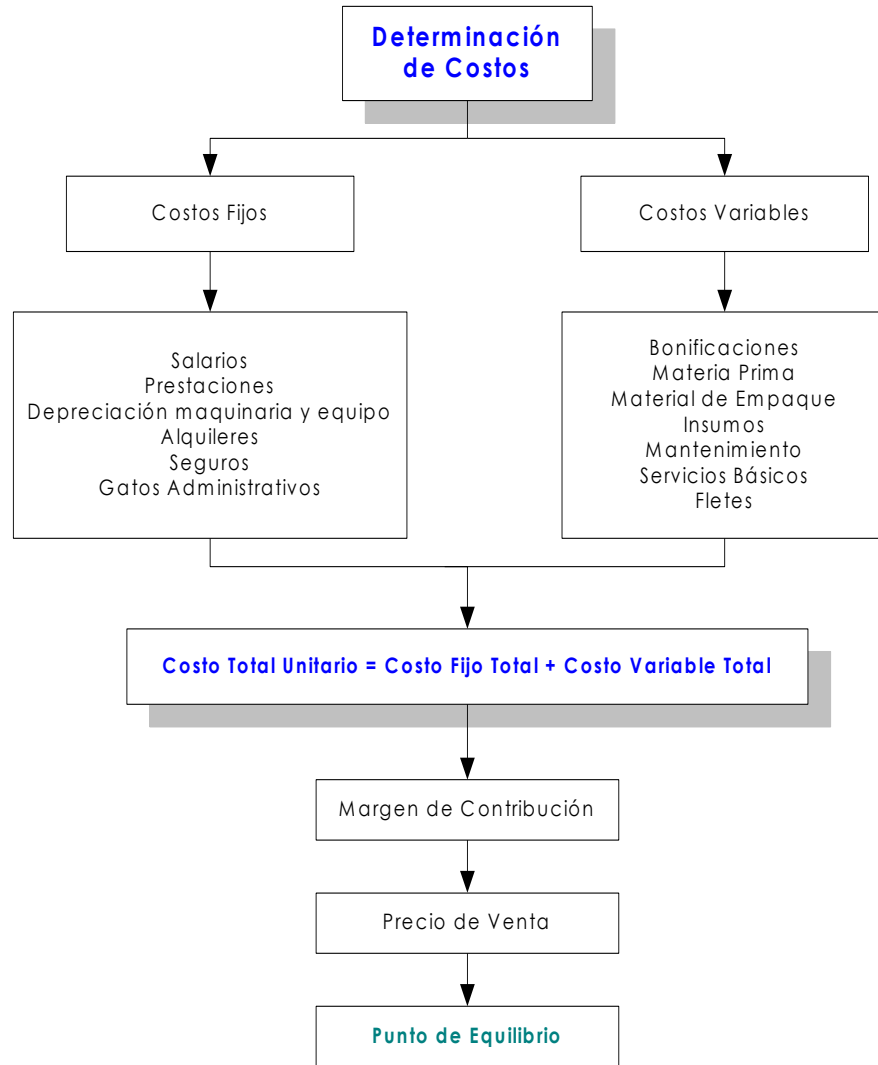 Determinación
de Costos
Costos Fijos
Costos Variables
Salarios
Prestaciones
Depreciación maquinaria y equipo
Alquileres
Seguros
Gatos Administrativos
Bonificaciones
Materia Prima
Material de Empaque
Insumos
Mantenimiento
Servicios Básicos
Fletes
Costo Total Unitario = Costo Fijo Total + Costo Variable Total
Margen de Contribución
Precio de Venta
Punto de Equilibrio